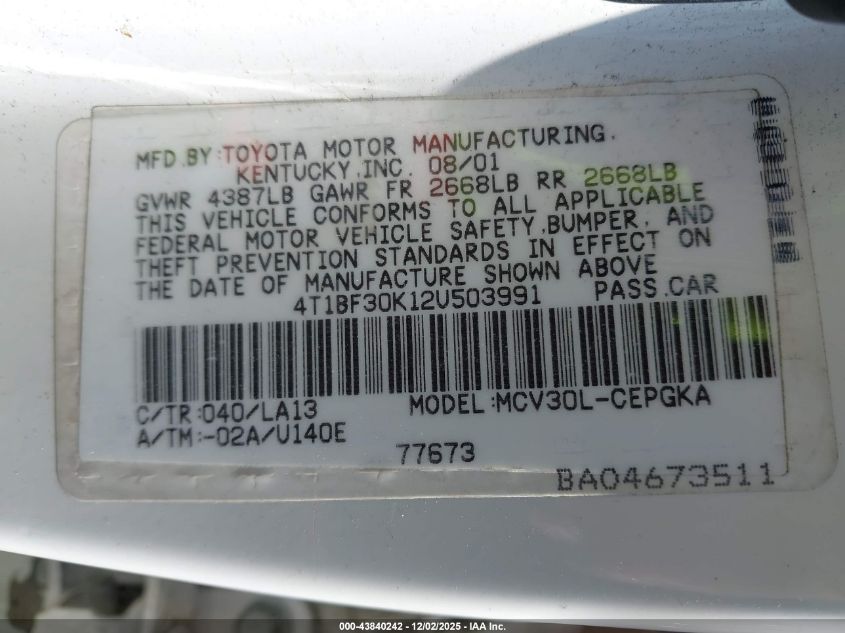 MFD.BY:TOYOTA MOTOR MANUFACTURING.
KENTUCKY,INC. 08/01
GVWR 4387LB GAWR FR 2668LB RR 2668LB
THIS VEHICLE CONFORMS TO ALL APPLICABLE
FEDERAL MOTOR VEHICLE SAFETY,BUMPER, AND
THEFT PREVENTION STANDARDS IN EFFECT ON
THE DATE OF MANUFACTURE SHOWN ABOVE
4T1BF30K12U503991 PASS.CAR
C/TR:040/LA13 MODEL:MCV30L-CEPGKA
A/TM:-02A/U140E
77673
BA04673511
000-43840242 - 12/02/2025 - IAA Inc.